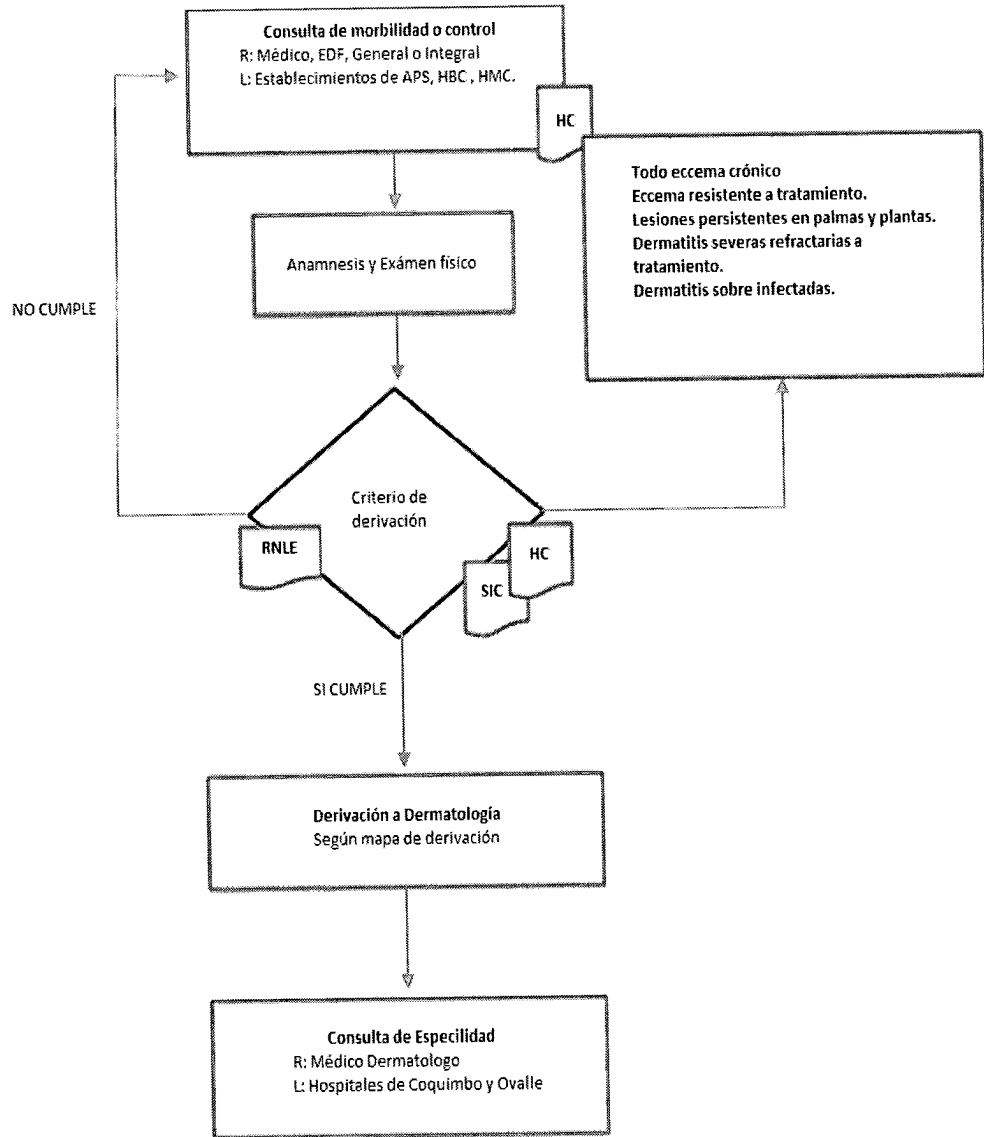 Consulta de morbilidad o control
R: Médico, EDF, General o Integral
L: Establecimientos de APS, HBC , HMC.
HC
Todo eccema crónico
Eccema resistente a tratamiento.
Lesiones persistentes en palmas y plantas.
Dermatitis severas refractarias a
tratamiento.
Dermatitis sobre infectadas.
Anamnesis y Exámen físico
NO CUMPLE
Criterio de
derivación
RNLE
HC
SIC
SI CUMPLE
Derivación a Dermatología
Según mapa de derivación
Consulta de Especilidad
R: Médico Dermatologo
L: Hospitales de Coquimbo y Ovalle